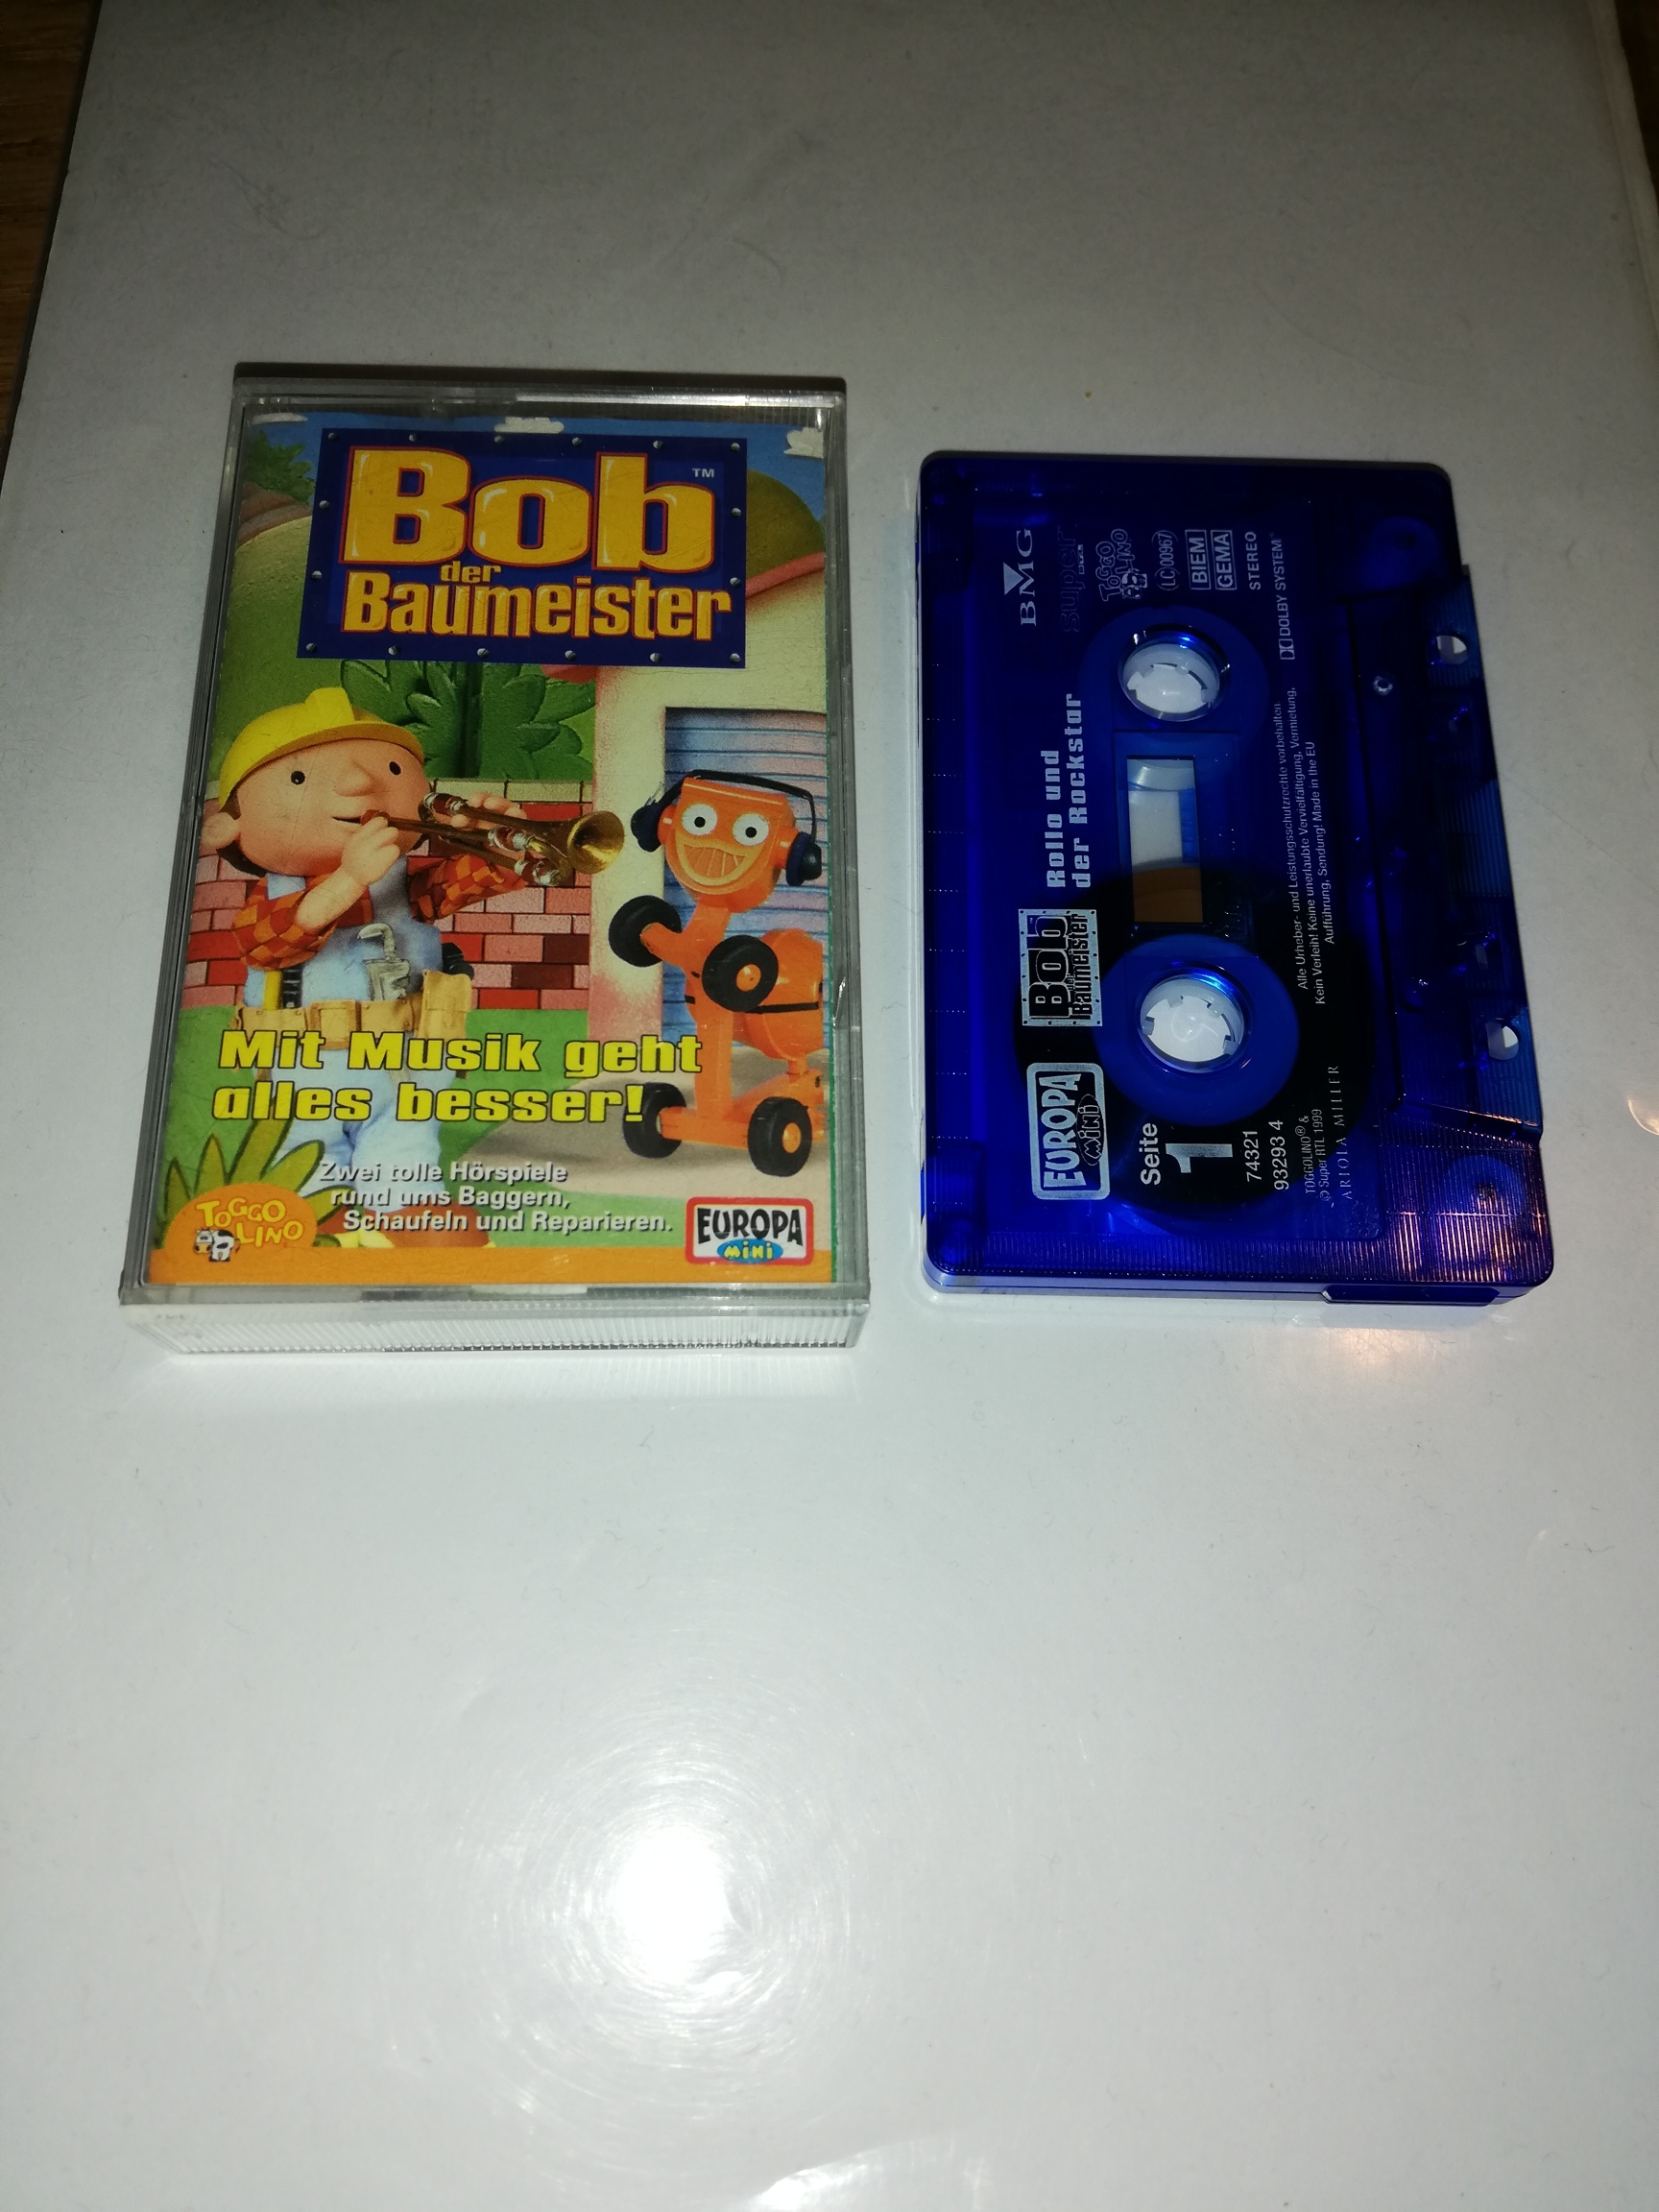 Bob
TM
der
Baumeister
Mit Musik geht
alles besser!
Zwei tolle Hörspiele
rund ums Baggern,
Schaufeln und Reparieren.
TOGGO
LINO
EUROPA
MiNi
BMG
super
RTL
TOGGO
LINO
LC 00967
BIEM
GEMA
STEREO
DOLBY SYSTEM®
Rollo und
der Rockstar
Bob
der
Baumeister
EUROPA
MiNi
Seite
1
74321
93293 4
TOGGOLINO® &
℗ Super RTL 1999
ARIOLA MILLER
Alle Urheber- und Leistungsschutzrechte vorbehalten.
Kein Verleih! Keine unerlaubte Vervielfältigung, Vermietung,
Aufführung, Sendung! Made in the EU